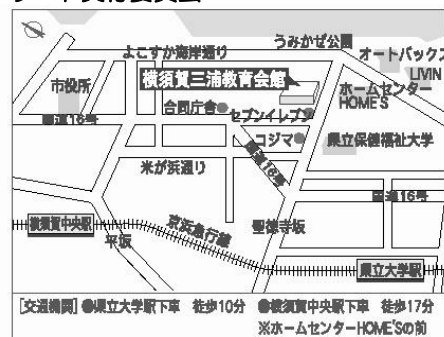 うみかぜ公園
よこすか海岸通り
オートバックス
LIVIN
市役所
横須賀三浦教育会館
ホームセンター
HOME'S
合同庁舎
セブンイレブン
国道16号
コジマ
県立保健福祉大学
国道16号
米が浜通り
国道16号
聖徳寺坂
横須賀中央駅
平坂
京浜急行線
県立大学駅
[交通機関] ●県立大学駅下車 徒歩10分 ●横須賀中央駅下車 徒歩17分
※ホームセンターHOME'Sの前